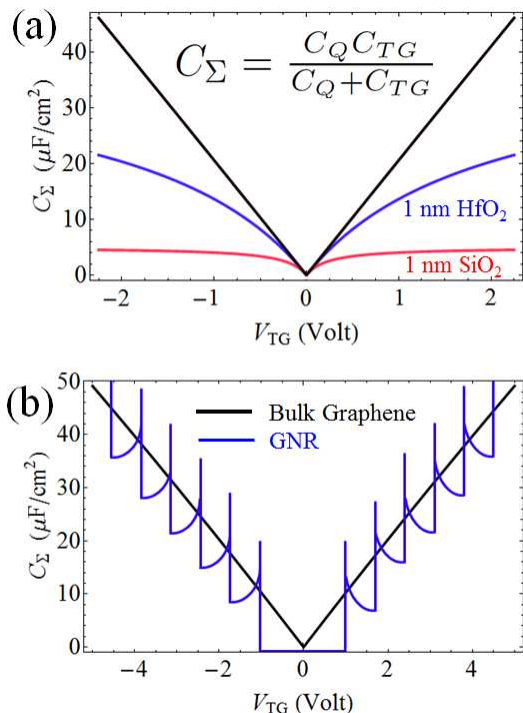 (a)
C_Σ = C_Q C_TG / C_Q + C_TG
C_Σ (μF/cm²)
40
30
20
10
0
1 nm HfO₂
1 nm SiO₂
−2 −1 0 1 2
V_TG (Volt)
(b)
C_Σ (μF/cm²)
50
40
30
20
10
0
Bulk Graphene
GNR
−4 −2 0 2 4
V_TG (Volt)